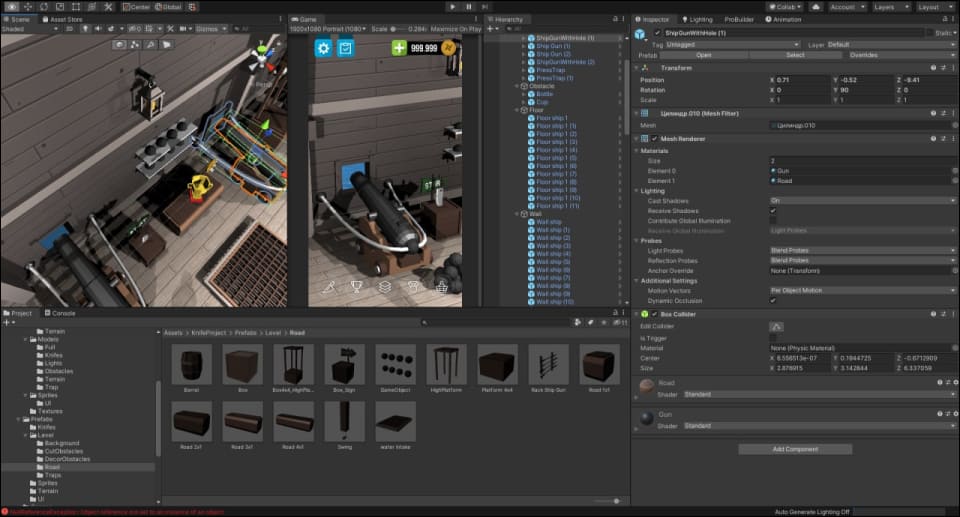 Center
Global
Collab
Account
Layers
Layout
Scene
Asset Store
Shaded
2D
Gizmos
Persp
Game
1920x1080 Portrait (1080
Scale
0.284
Maximize On Play
999.999
Hierarchy
All
ShipGunWithHole (1)
Ship Gun (1)
Ship Gun (2)
ShipGunWithHole (2)
PressTrap
PressTrap (1)
Obstacle
Bottle
Cup
Floor
Floor ship 1
Floor ship 1 (1)
Floor ship 1 (2)
Floor ship 1 (3)
Floor ship 1 (4)
Floor ship 1 (5)
Floor ship 1 (6)
Floor ship 1 (7)
Floor ship 1 (8)
Floor ship 1 (9)
Floor ship 1 (10)
Floor ship 1 (11)
Wall
Wall ship
Wall ship (1)
Wall ship (2)
Wall ship (3)
Wall ship (4)
Wall ship (5)
Wall ship (6)
Wall ship (7)
Wall ship (8)
Wall ship (9)
Wall ship (10)
Inspector
Lighting
ProBuilder
Animation
ShipGunWithHole (1)
Static
Tag Untagged
Layer Default
Prefab Open Select Overrides
Transform
Position X 0.71 Y -0.52 Z -9.41
Rotation X 0 Y 90 Z 0
Scale X 1 Y 1 Z 1
Цилиндр.010 (Mesh Filter)
Mesh Цилиндр.010
Mesh Renderer
Materials
Size 2
Element 0 Gun
Element 1 Road
Lighting
Cast Shadows On
Receive Shadows
Contribute Global Illumination
Receive Global Illumination Light Probes
Probes
Light Probes Blend Probes
Reflection Probes Blend Probes
Anchor Override None (Transform)
Additional Settings
Motion Vectors Per Object Motion
Dynamic Occlusion
Box Collider
Edit Collider
Is Trigger
Material None (Physic Material)
Center X 6.556513e-07 Y 0.1944725 Z -0.6712909
Size X 2.876915 Y 3.142844 Z 6.337059
Road
Shader Standard
Gun
Shader Standard
Add Component
Project
Console
11
Terrain
Models
Full
Knifes
Lights
Obstacles
Terrain
Trap
Sprites
UI
Textures
Prefabs
Knifes
Level
Background
CutObstacles
DecorObstacles
Road
Traps
Sprites
Terrain
UI
Assets > KnifeProject > Prefabs > Level > Road
Barrel
Box
Box4x4_HighPla...
Box_Sign
GameObject
HighPlatform
Platform 4x4
Rack Ship Gun
Road 1x1
Road 2x1
Road 3x1
Road 4x1
Swing
water intake
NullReferenceException: Object reference not set to an instance of an object
Auto Generate Lighting Off